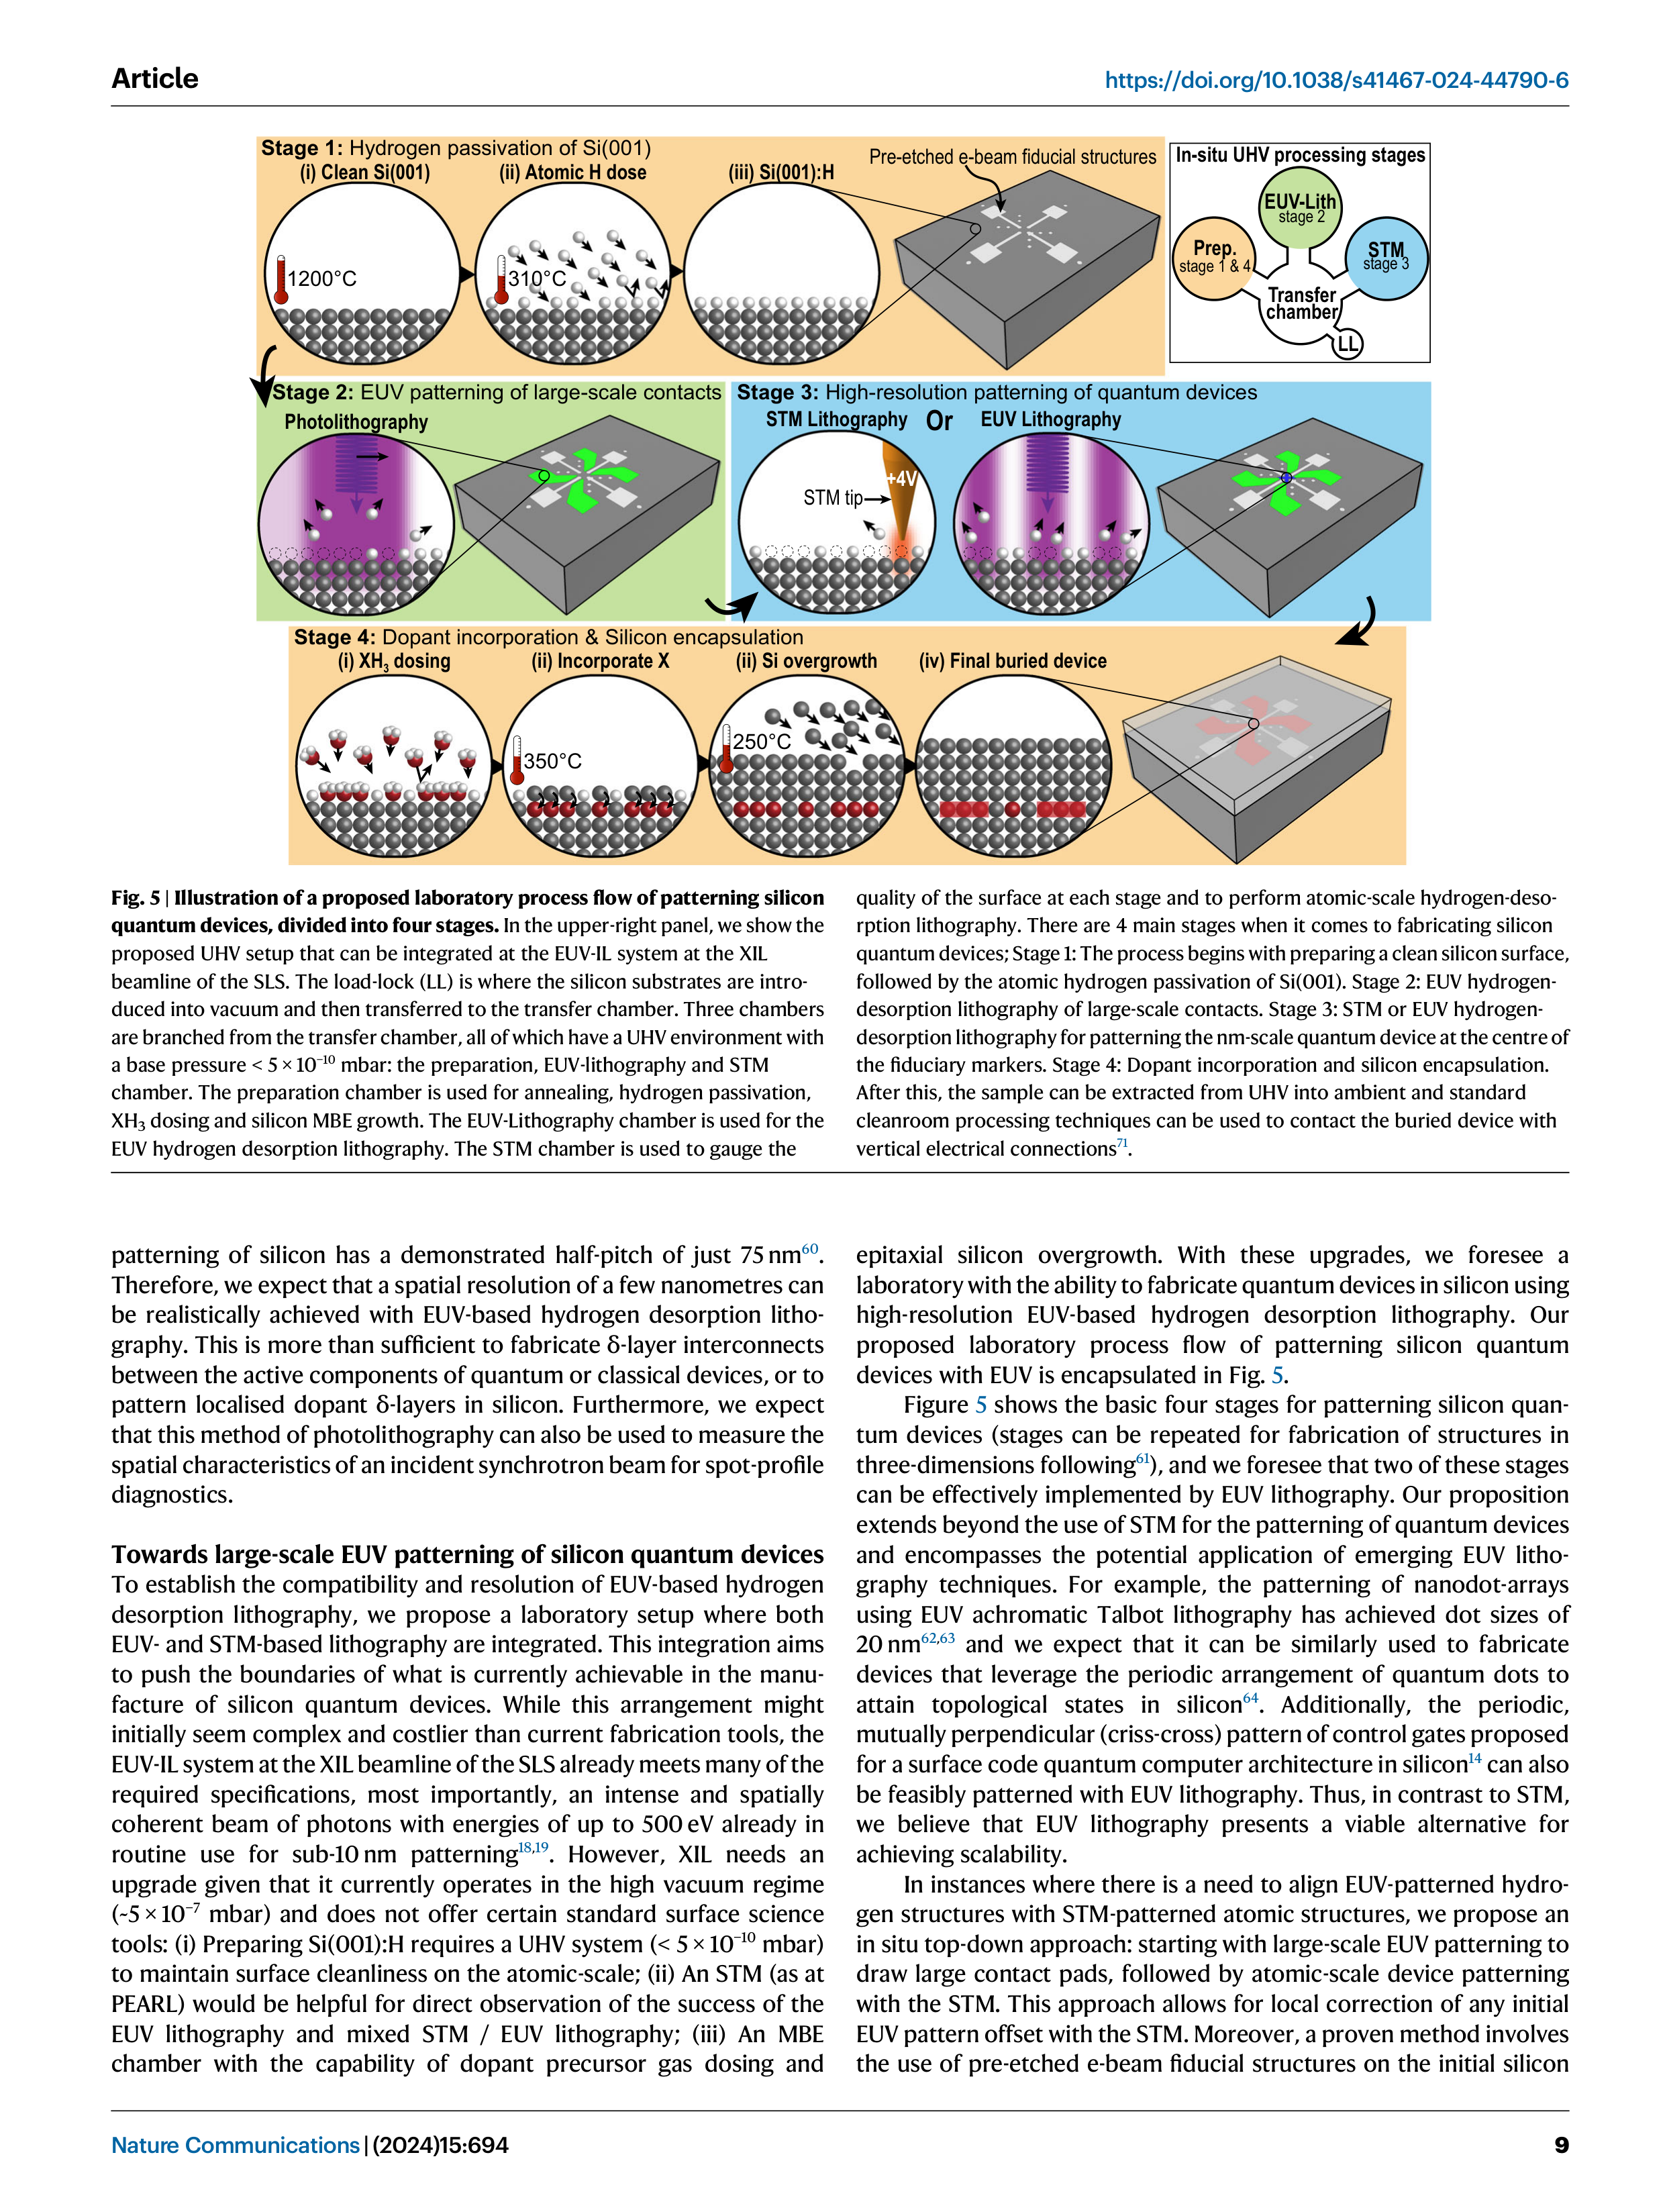 Article
https://doi.org/10.1038/s41467-024-44790-6
Stage 1: Hydrogen passivation of Si(001)
(i) Clean Si(001)
(ii) Atomic H dose
(iii) Si(001):H
Pre-etched e-beam fiducial structures
1200°C
310°C
In-situ UHV processing stages
EUV-Lith
stage 2
Prep.
stage 1 & 4
STM
stage 3
Transfer
chamber
LL
Stage 2: EUV patterning of large-scale contacts
Photolithography
Stage 3: High-resolution patterning of quantum devices
STM Lithography Or EUV Lithography
+4V
STM tip
Stage 4: Dopant incorporation & Silicon encapsulation
(i) XH3 dosing
(ii) Incorporate X
(ii) Si overgrowth
(iv) Final buried device
350°C
250°C
Fig. 5 | Illustration of a proposed laboratory process flow of patterning silicon
quantum devices, divided into four stages. In the upper-right panel, we show the
proposed UHV setup that can be integrated at the EUV-IL system at the XIL
beamline of the SLS. The load-lock (LL) is where the silicon substrates are intro-
duced into vacuum and then transferred to the transfer chamber. Three chambers
are branched from the transfer chamber, all of which have a UHV environment with
a base pressure < 5 × 10⁻¹⁰ mbar: the preparation, EUV-lithography and STM
chamber. The preparation chamber is used for annealing, hydrogen passivation,
XH3 dosing and silicon MBE growth. The EUV-Lithography chamber is used for the
EUV hydrogen desorption lithography. The STM chamber is used to gauge the
quality of the surface at each stage and to perform atomic-scale hydrogen-deso-
rption lithography. There are 4 main stages when it comes to fabricating silicon
quantum devices; Stage 1: The process begins with preparing a clean silicon surface,
followed by the atomic hydrogen passivation of Si(001). Stage 2: EUV hydrogen-
desorption lithography of large-scale contacts. Stage 3: STM or EUV hydrogen-
desorption lithography for patterning the nm-scale quantum device at the centre of
the fiduciary markers. Stage 4: Dopant incorporation and silicon encapsulation.
After this, the sample can be extracted from UHV into ambient and standard
cleanroom processing techniques can be used to contact the buried device with
vertical electrical connections⁷¹.
patterning of silicon has a demonstrated half-pitch of just 75 nm⁶⁰.
Therefore, we expect that a spatial resolution of a few nanometres can
be realistically achieved with EUV-based hydrogen desorption litho-
graphy. This is more than sufficient to fabricate δ-layer interconnects
between the active components of quantum or classical devices, or to
pattern localised dopant δ-layers in silicon. Furthermore, we expect
that this method of photolithography can also be used to measure the
spatial characteristics of an incident synchrotron beam for spot-profile
diagnostics.
Towards large-scale EUV patterning of silicon quantum devices
To establish the compatibility and resolution of EUV-based hydrogen
desorption lithography, we propose a laboratory setup where both
EUV- and STM-based lithography are integrated. This integration aims
to push the boundaries of what is currently achievable in the manu-
facture of silicon quantum devices. While this arrangement might
initially seem complex and costlier than current fabrication tools, the
EUV-IL system at the XIL beamline of the SLS already meets many of the
required specifications, most importantly, an intense and spatially
coherent beam of photons with energies of up to 500 eV already in
routine use for sub-10 nm patterning¹⁸,¹⁹. However, XIL needs an
upgrade given that it currently operates in the high vacuum regime
(~5 × 10⁻⁷ mbar) and does not offer certain standard surface science
tools: (i) Preparing Si(001):H requires a UHV system (< 5 × 10⁻¹⁰ mbar)
to maintain surface cleanliness on the atomic-scale; (ii) An STM (as at
PEARL) would be helpful for direct observation of the success of the
EUV lithography and mixed STM / EUV lithography; (iii) An MBE
chamber with the capability of dopant precursor gas dosing and
epitaxial silicon overgrowth. With these upgrades, we foresee a
laboratory with the ability to fabricate quantum devices in silicon using
high-resolution EUV-based hydrogen desorption lithography. Our
proposed laboratory process flow of patterning silicon quantum
devices with EUV is encapsulated in Fig. 5.
Figure 5 shows the basic four stages for patterning silicon quan-
tum devices (stages can be repeated for fabrication of structures in
three-dimensions following⁶¹), and we foresee that two of these stages
can be effectively implemented by EUV lithography. Our proposition
extends beyond the use of STM for the patterning of quantum devices
and encompasses the potential application of emerging EUV litho-
graphy techniques. For example, the patterning of nanodot-arrays
using EUV achromatic Talbot lithography has achieved dot sizes of
20 nm⁶²,⁶³ and we expect that it can be similarly used to fabricate
devices that leverage the periodic arrangement of quantum dots to
attain topological states in silicon⁶⁴. Additionally, the periodic,
mutually perpendicular (criss-cross) pattern of control gates proposed
for a surface code quantum computer architecture in silicon¹⁴ can also
be feasibly patterned with EUV lithography. Thus, in contrast to STM,
we believe that EUV lithography presents a viable alternative for
achieving scalability.
In instances where there is a need to align EUV-patterned hydro-
gen structures with STM-patterned atomic structures, we propose an
in situ top-down approach: starting with large-scale EUV patterning to
draw large contact pads, followed by atomic-scale device patterning
with the STM. This approach allows for local correction of any initial
EUV pattern offset with the STM. Moreover, a proven method involves
the use of pre-etched e-beam fiducial structures on the initial silicon
Nature Communications | (2024)15:694
9